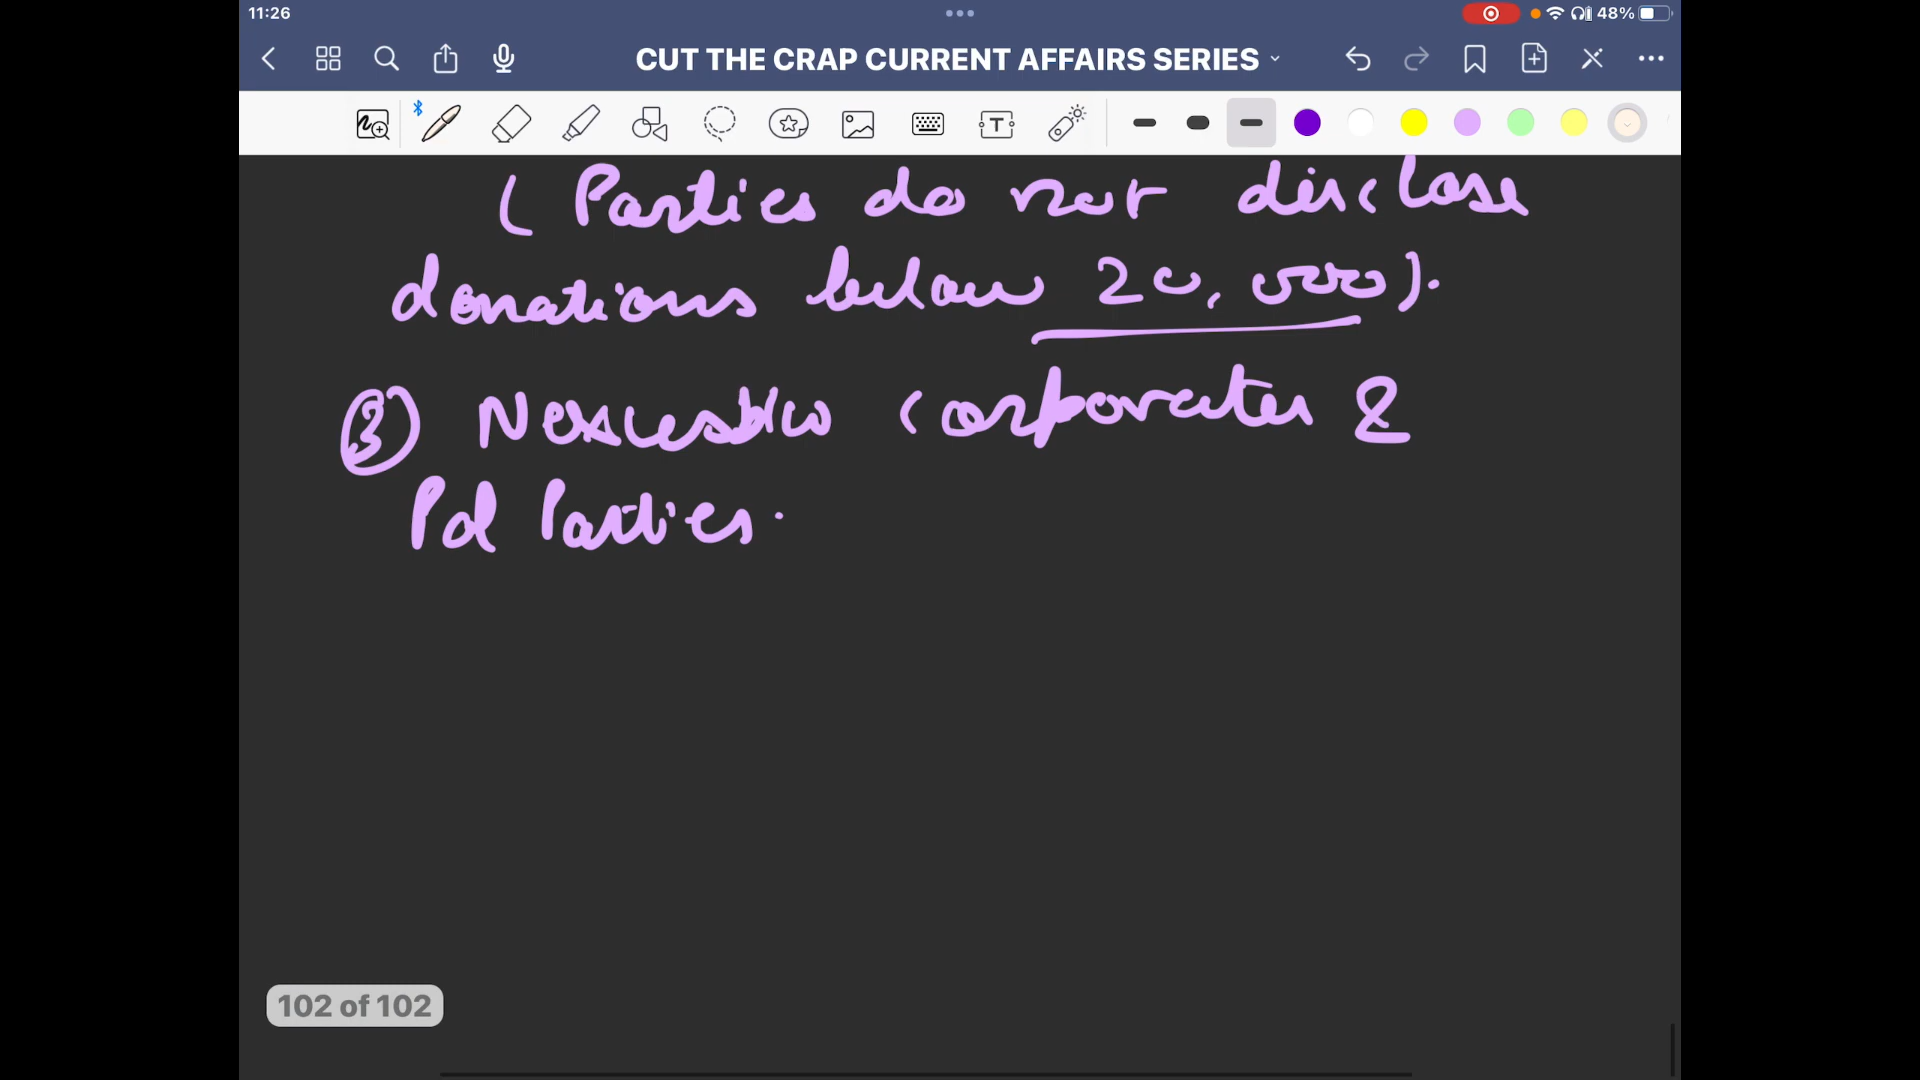 11:26
48%
CUT THE CRAP CURRENT AFFAIRS SERIES
T
( Parties do not disclose
donations below 20,000).
③ Nexus b/w corporates &
Pol Parties.
102 of 102